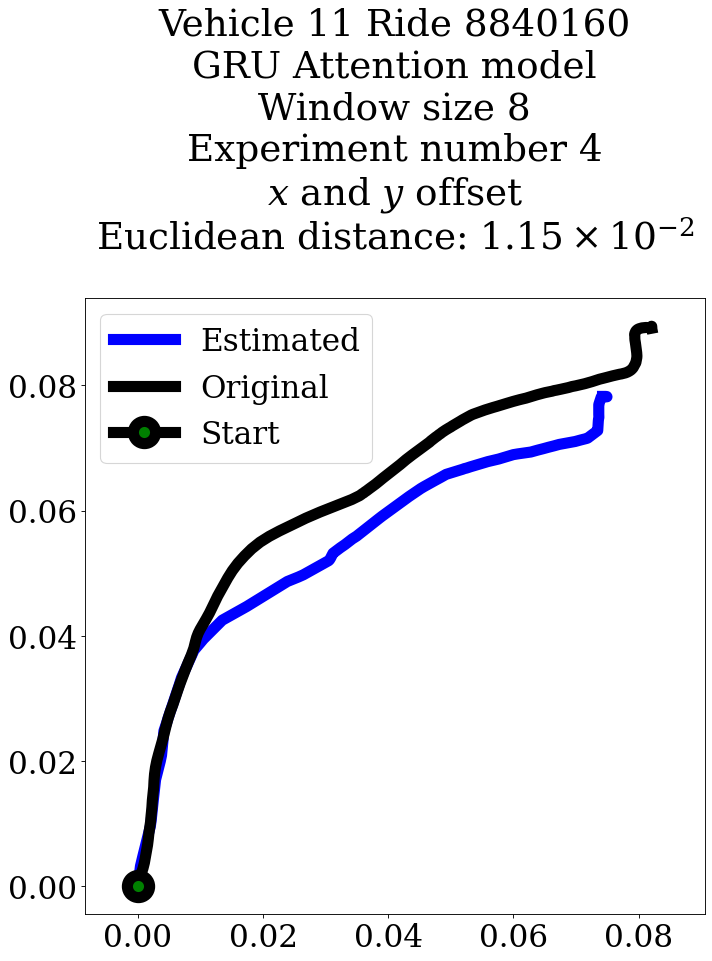 Vehicle 11 Ride 8840160
GRU Attention model
Window size 8
Experiment number 4
x and y offset
Euclidean distance: 1.15 × 10⁻²
Estimated
Original
Start
0.08
0.06
0.04
0.02
0.00
0.00 0.02 0.04 0.06 0.08